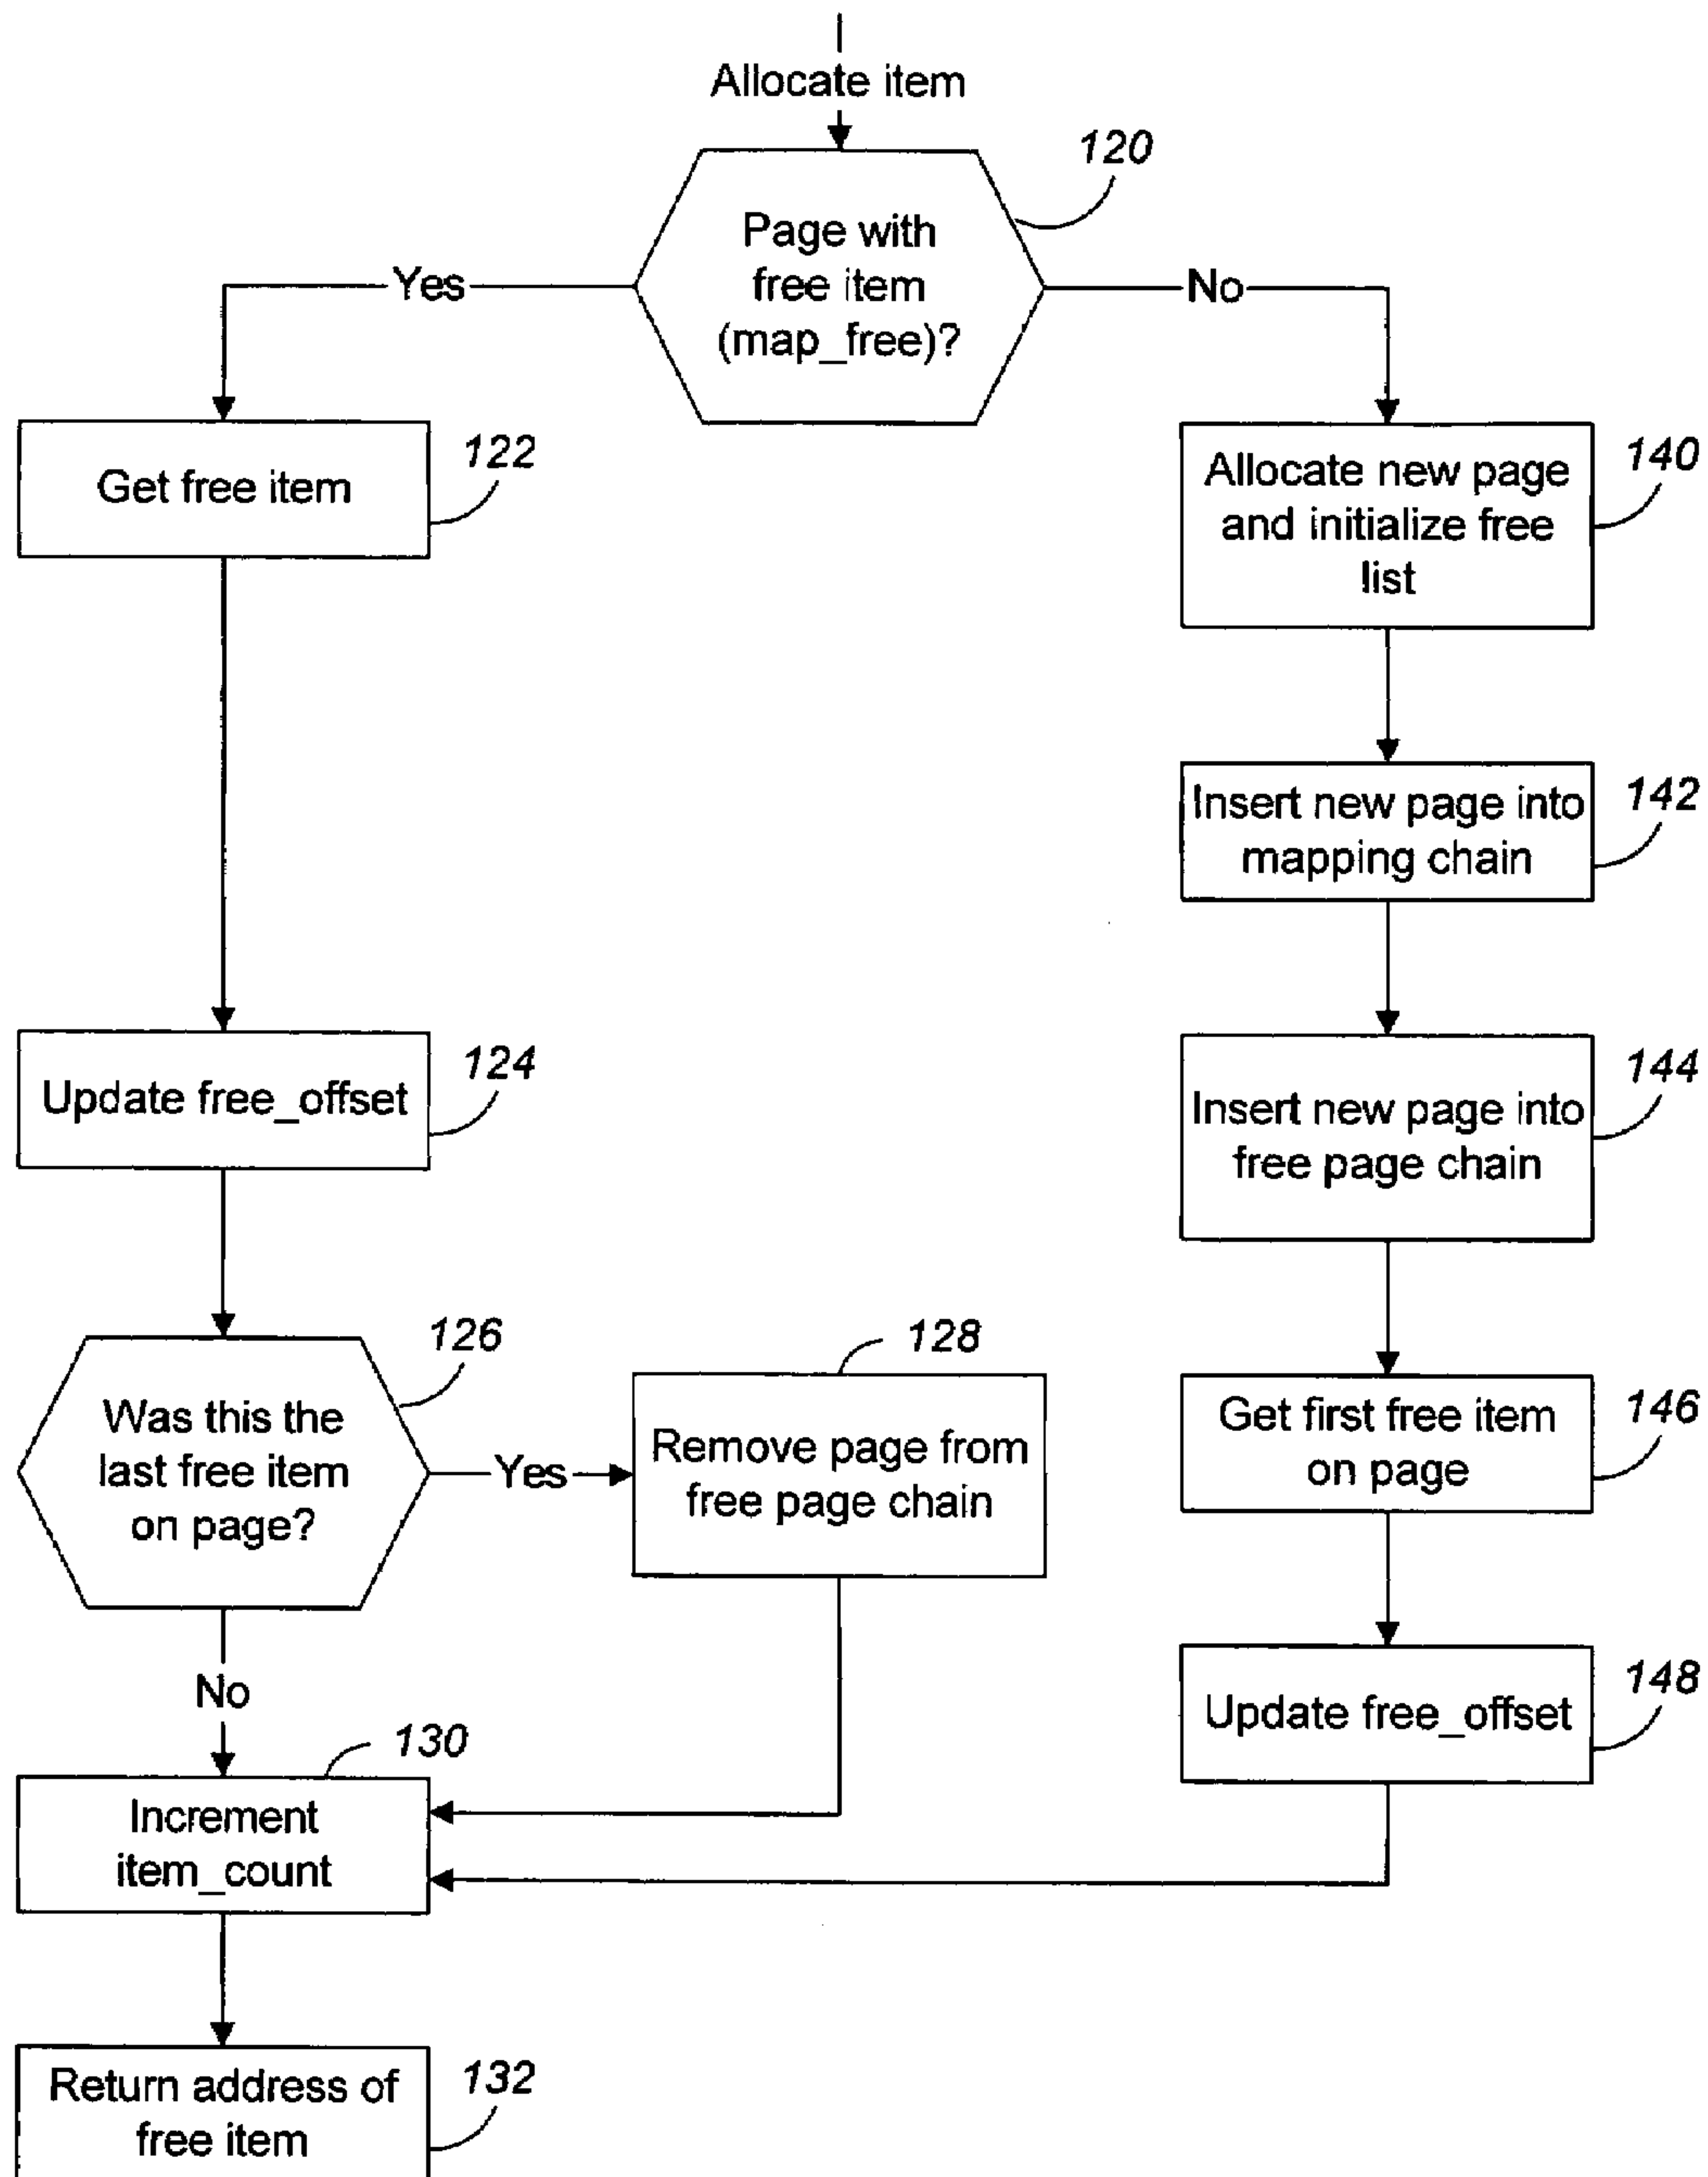 Allocate item
120
Page with
free item
(map_free)?
Yes
No
122
Get free item
140
Allocate new page
and initialize free
list
142
Insert new page into
mapping chain
124
Update free_offset
144
Insert new page into
free page chain
126
Was this the
last free item
on page?
Yes
No
128
Remove page from
free page chain
146
Get first free item
on page
148
Update free_offset
130
Increment
item_count
132
Return address of
free item